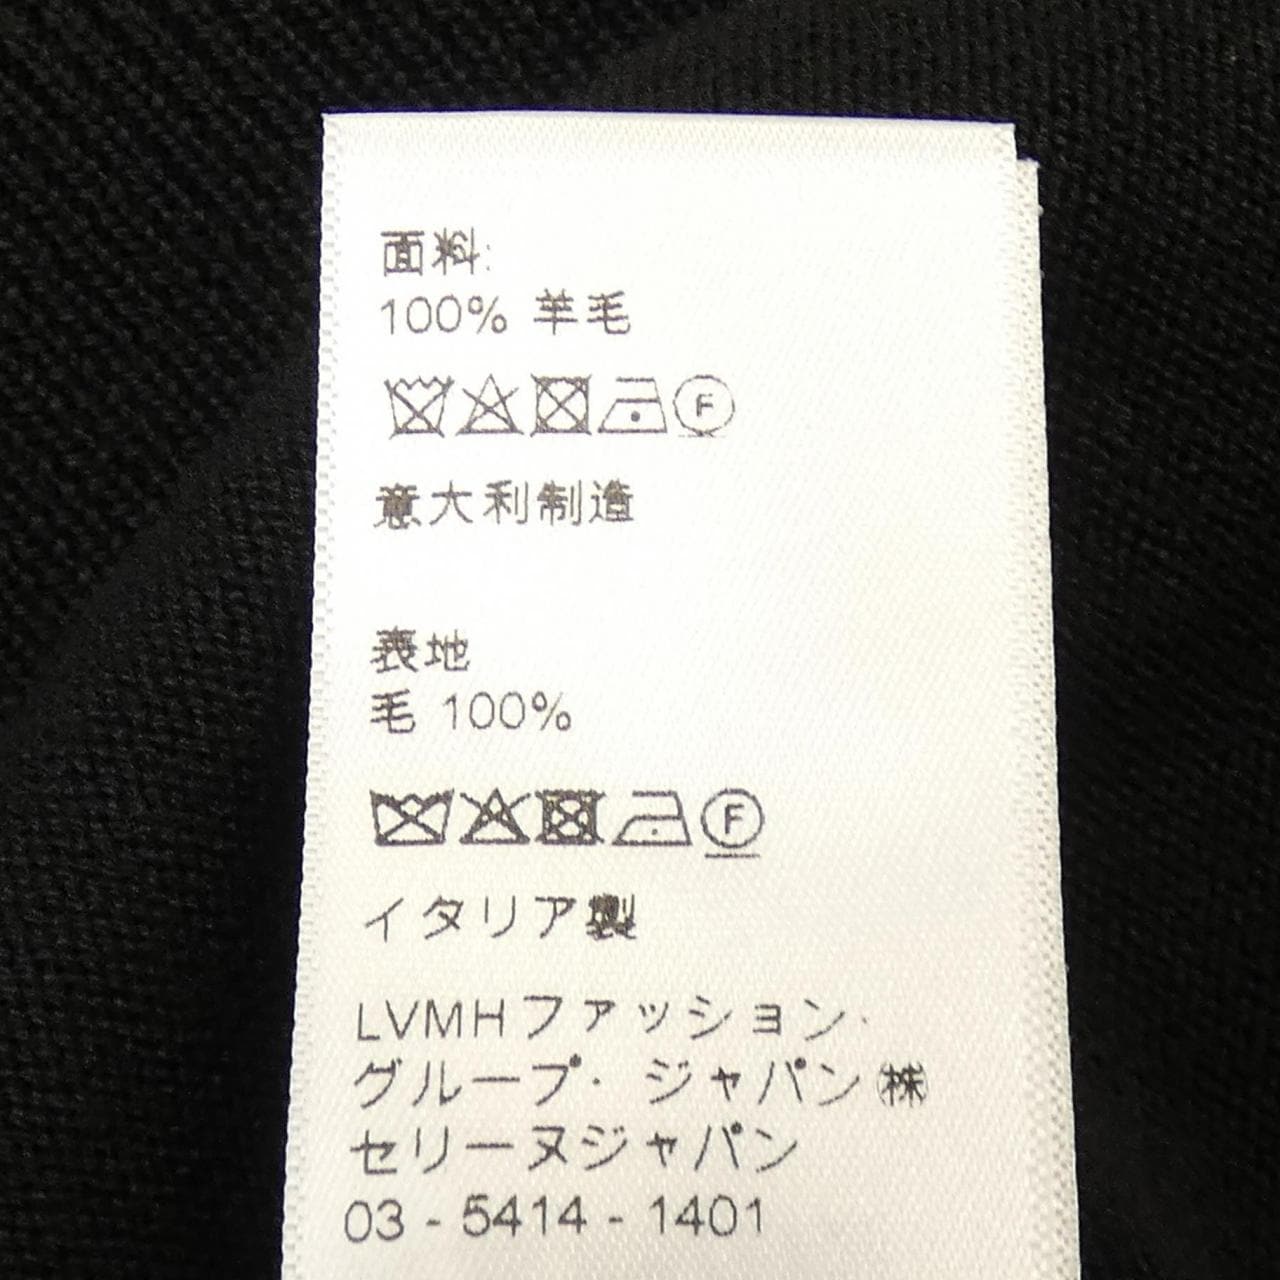 面料:
100% 羊毛
F
意大利制造
表地
毛 100%
F
イタリア製
LVMHファッション・
グループ・ジャパン㈱
セリーヌジャパン
03 - 5414 - 1401